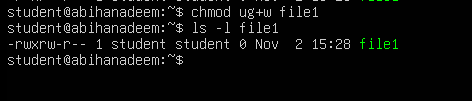 student@abihanadeem:~$ chmod ug+w file1
student@abihanadeem:~$ ls -l file1
-rwxrw-r-- 1 student student 0 Nov  2 15:28 file1
student@abihanadeem:~$